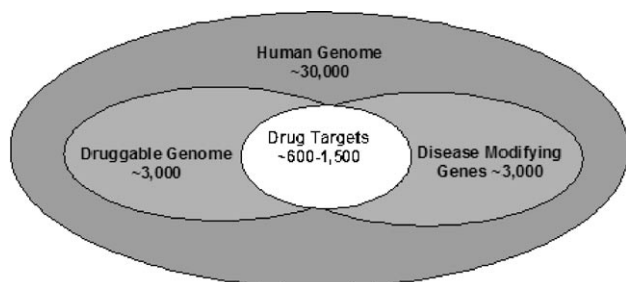 Human Genome
~30,000
Druggable Genome
~3,000
Drug Targets
~600-1,500
Disease Modifying
Genes ~3,000